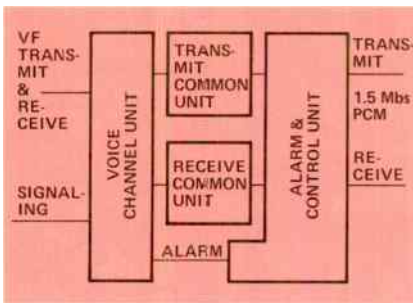 VF
TRANS-
MIT
&
RE-
CEIVE
SIGNAL-
ING
VOICE
CHANNEL UNIT
TRANS-
MIT
COMMON
UNIT
RECEIVE
COMMON
UNIT
ALARM
ALARM &
CONTROL UNIT
TRANS-
MIT
1.5 Mbs
PCM
RE-
CEIVE